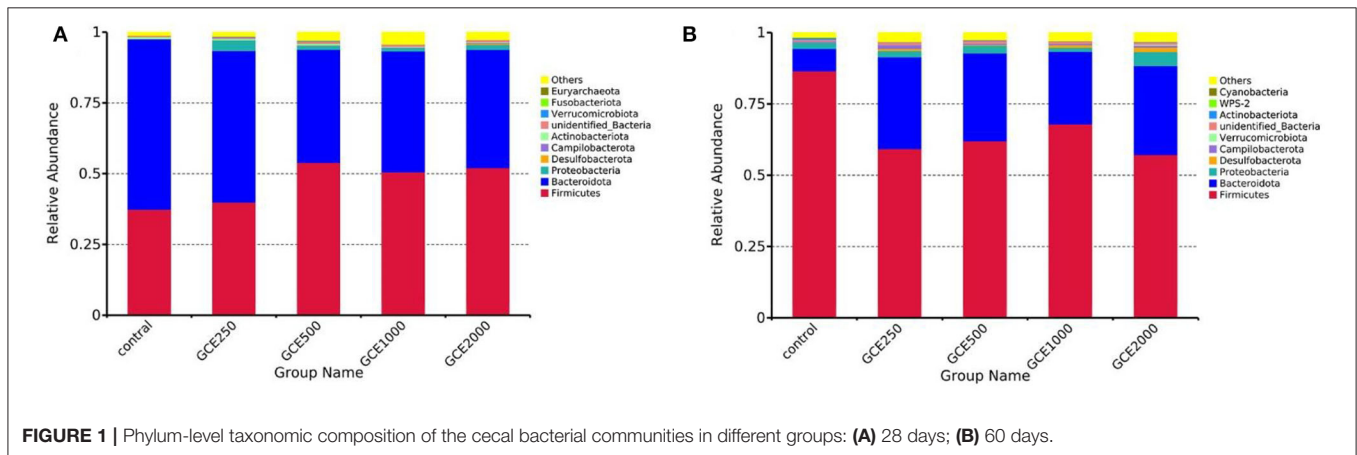 A
1
0.75
0.5
0.25
0
Relative Abundance
contral
GCE250
GCE500
GCE1000
GCE2000
Group Name
Others
Euryarchaeota
Fusobacteriota
Verrucomicrobiota
unidentified_Bacteria
Actinobacteriota
Campilobacterota
Desulfobacterota
Proteobacteria
Bacteroidota
Firmicutes
B
1
0.75
0.5
0.25
0
Relative Abundance
control
GCE250
GCE500
GCE1000
GCE2000
Group Name
Others
Cyanobacteria
WPS-2
Actinobacteriota
unidentified_Bacteria
Verrucomicrobiota
Campilobacterota
Desulfobacterota
Proteobacteria
Bacteroidota
Firmicutes
FIGURE 1 | Phylum-level taxonomic composition of the cecal bacterial communities in different groups: (A) 28 days; (B) 60 days.